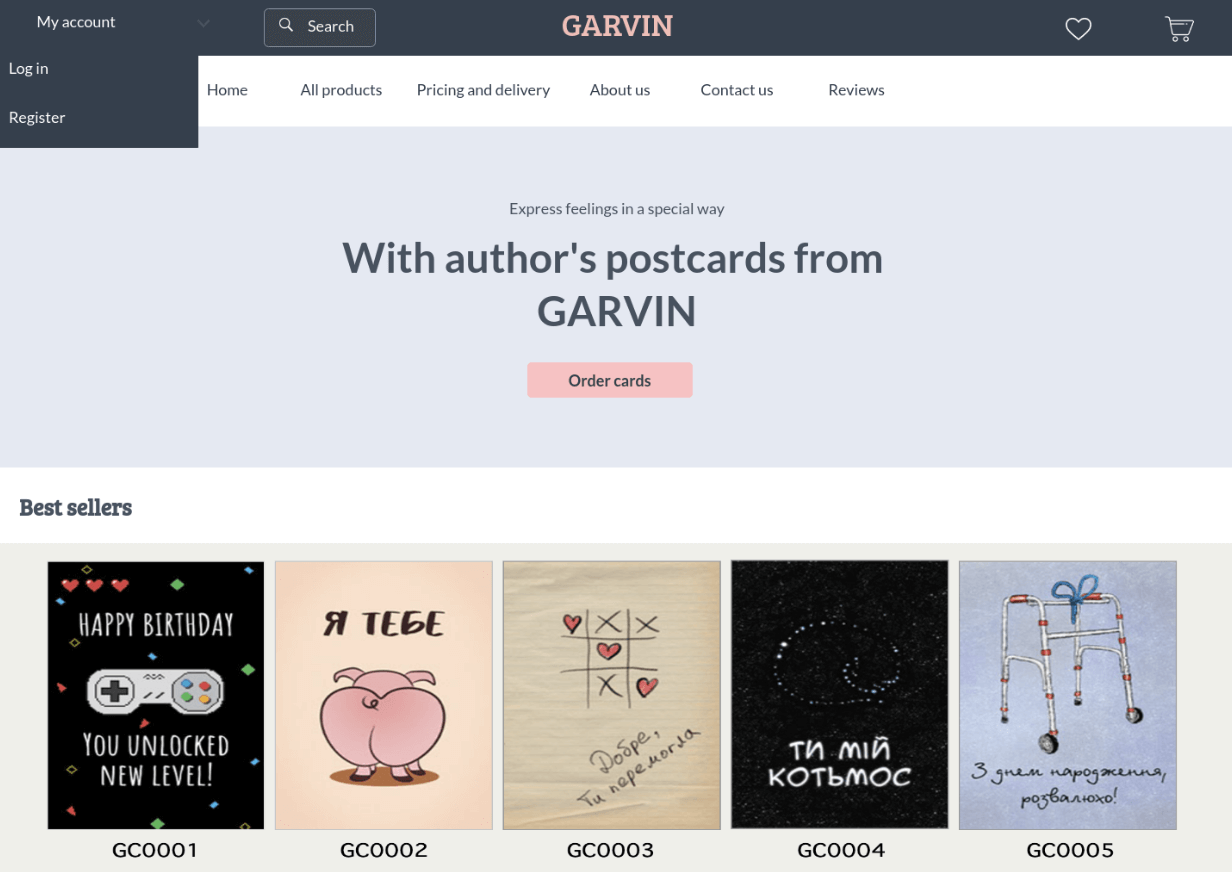 My account
Search
GARVIN
Log in
Register
Home
All products
Pricing and delivery
About us
Contact us
Reviews
Express feelings in a special way
With author's postcards from
GARVIN
Order cards
Best sellers
HAPPY BIRTHDAY
YOU UNLOCKED
NEW LEVEL!
Я ТЕБЕ
Добре,
Ти перемогла
ТИ МІЙ
КОТЬМОС
З днем народження,
розвалюхо!
GC0001
GC0002
GC0003
GC0004
GC0005